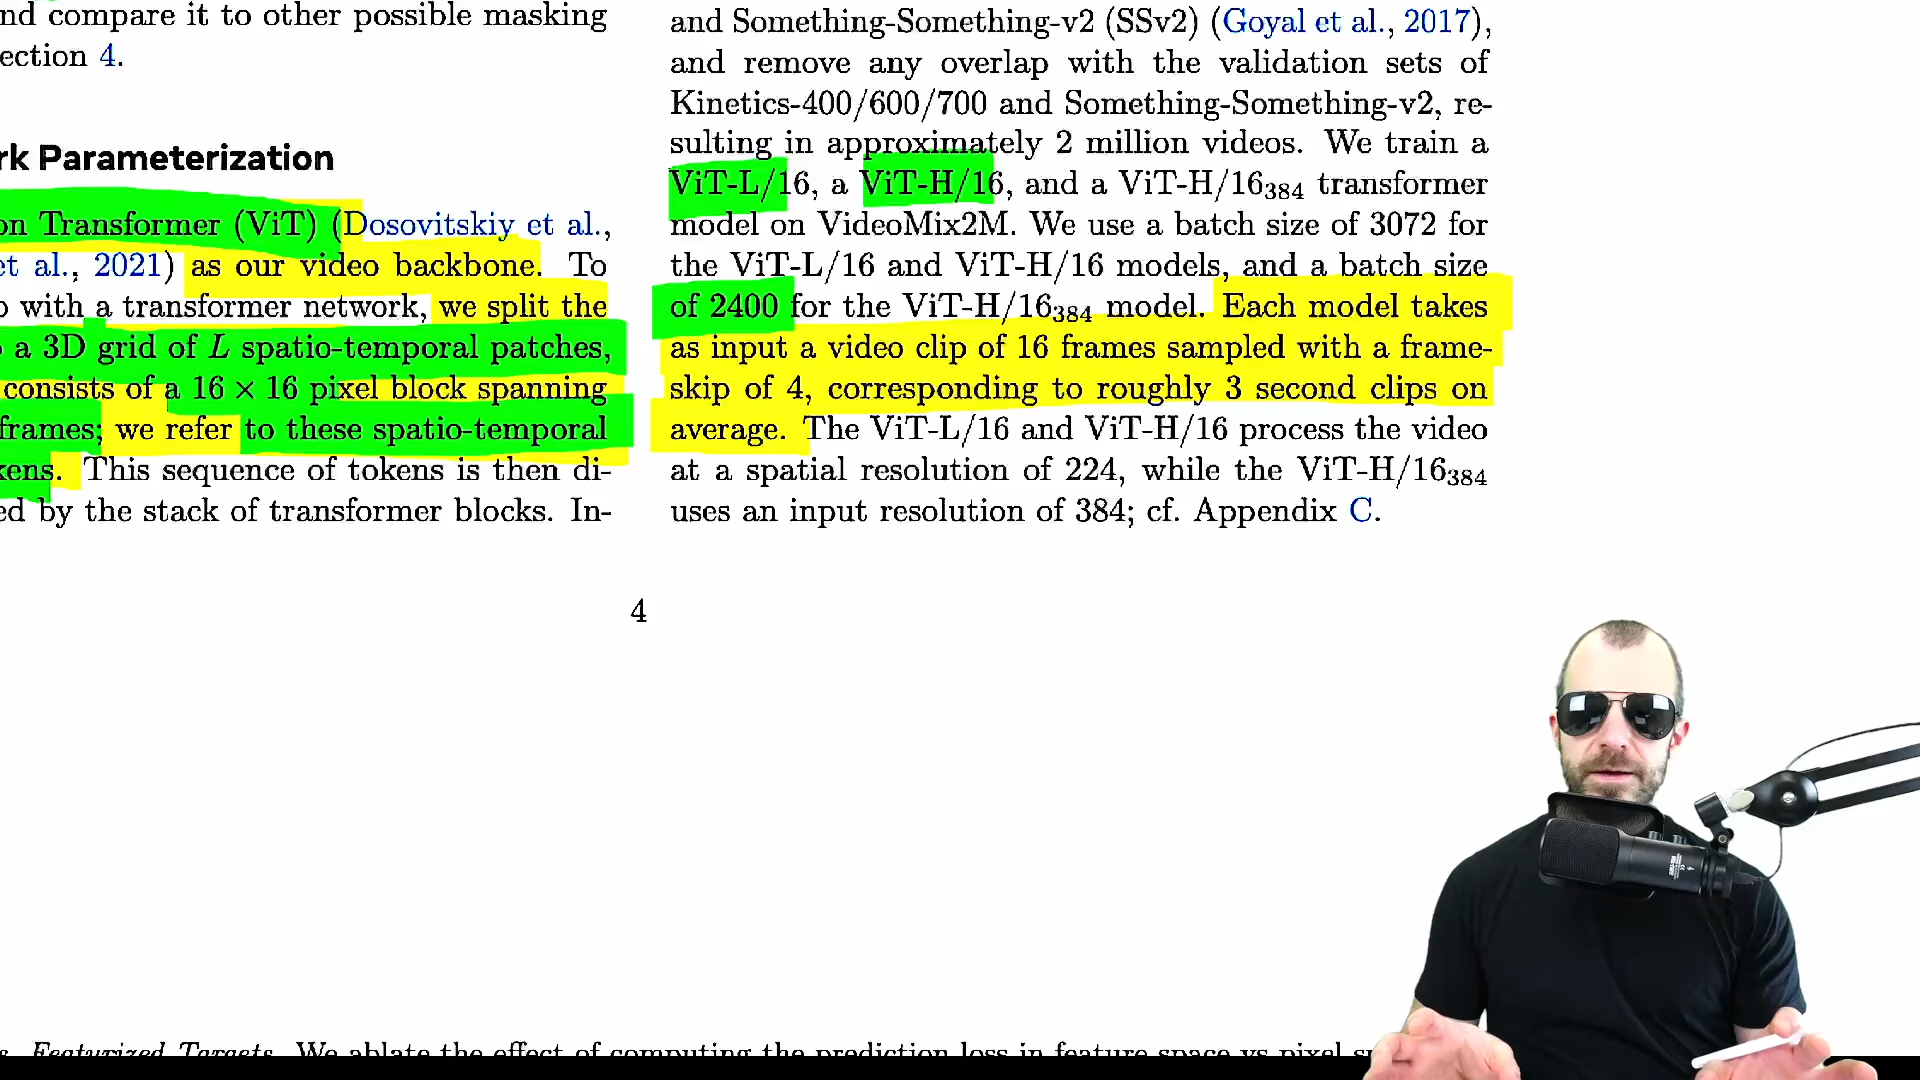 nd compare it to other possible masking
ection 4.
rk Parameterization
on Transformer (ViT) (Dosovitskiy et al.,
et al., 2021) as our video backbone. To
with a transformer network, we split the
a 3D grid of L spatio-temporal patches,
consists of a 16 × 16 pixel block spanning
frames; we refer to these spatio-temporal
kens. This sequence of tokens is then di-
ed by the stack of transformer blocks. In-
and Something-Something-v2 (SSv2) (Goyal et al., 2017),
and remove any overlap with the validation sets of
Kinetics-400/600/700 and Something-Something-v2, re-
sulting in approximately 2 million videos. We train a
ViT-L/16, a ViT-H/16, and a ViT-H/16384 transformer
model on VideoMix2M. We use a batch size of 3072 for
the ViT-L/16 and ViT-H/16 models, and a batch size
of 2400 for the ViT-H/16384 model. Each model takes
as input a video clip of 16 frames sampled with a frame-
skip of 4, corresponding to roughly 3 second clips on
average. The ViT-L/16 and ViT-H/16 process the video
at a spatial resolution of 224, while the ViT-H/16384
uses an input resolution of 384; cf. Appendix C.
4
Featurized Targets. We ablate the effect of computing the prediction loss in feature space vs pixel